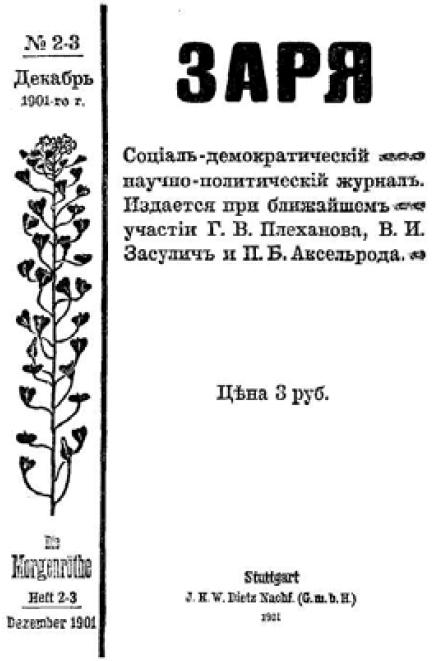 № 2-3
Декабрь
1901-го г.
ЗАРЯ
Соціаль-демократическій
научно-политическій журналъ.
Издается при ближайшемъ
участіи Г. В. Плеханова, В. И.
Засуличъ и П. Б. Аксельрода.
Цѣна 3 руб.
Die
Morgenröthe
Heft 2-3
Dezember 1901
Stuttgart
J. H. W. Dietz Nachf. (G. m. b. H.)
1901